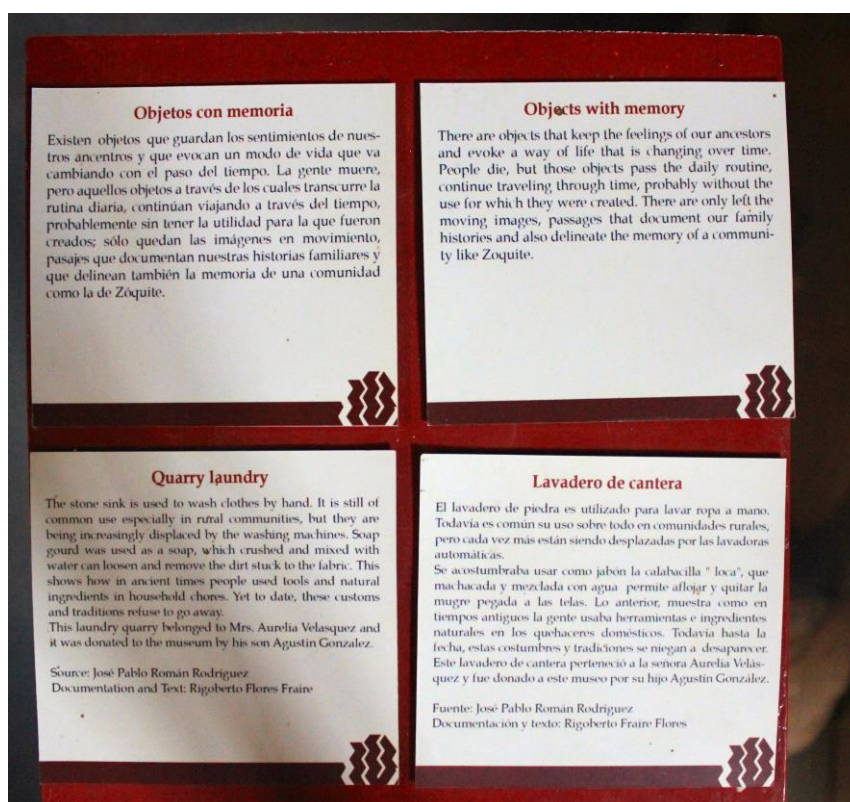 Objetos con memoria
Existen objetos que guardan los sentimientos de nues-
tros ancentros y que evocan un modo de vida que va
cambiando con el paso del tiempo. La gente muere,
pero aquellos objetos a través de los cuales transcurre la
rutina diaria, continúan viajando a través del tiempo,
probablemente sin tener la utilidad para la que fueron
creados; sólo quedan las imágenes en movimiento,
pasajes que documentan nuestras historias familiares y
que delinean también la memoria de una comunidad
como la de Zóquite.
Objects with memory
There are objects that keep the feelings of our ancestors
and evoke a way of life that is changing over time.
People die, but those objects pass the daily routine,
continue traveling through time, probably without the
use for which they were created. There are only left the
moving images, passages that document our family
histories and also delineate the memory of a communi-
ty like Zoquite.
Quarry laundry
The stone sink is used to wash clothes by hand. It is still of
common use especially in rural communities, but they are
being increasingly displaced by the washing machines. Soap
gourd was used as a soap, which crushed and mixed with
water can loosen and remove the dirt stuck to the fabric. This
shows how in ancient times people used tools and natural
ingredients in household chores. Yet to date, these customs
and traditions refuse to go away.
This laundry quarry belonged to Mrs. Aurelia Velasquez and
it was donated to the museum by his son Agustin Gonzalez.
Source: José Pablo Román Rodríguez
Documentation and Text: Rigoberto Flores Fraire
Lavadero de cantera
El lavadero de piedra es utilizado para lavar ropa a mano.
Todavía es común su uso sobre todo en comunidades rurales,
pero cada vez más están siendo desplazadas por las lavadoras
automáticas.
Se acostumbraba usar como jabón la calabacilla " loca", que
machacada y mezclada con agua permite aflojar y quitar la
mugre pegada a las telas. Lo anterior, muestra como en
tiempos antiguos la gente usaba herramientas e ingredientes
naturales en los quehaceres domésticos. Todavía hasta la
fecha, estas costumbres y tradiciones se niegan a desaparecer.
Este lavadero de cantera perteneció a la señora Aurelia Velás-
quez y fue donado a este museo por su hijo Agustín González.
Fuente: José Pablo Román Rodríguez
Documentación y texto: Rigoberto Fraire Flores